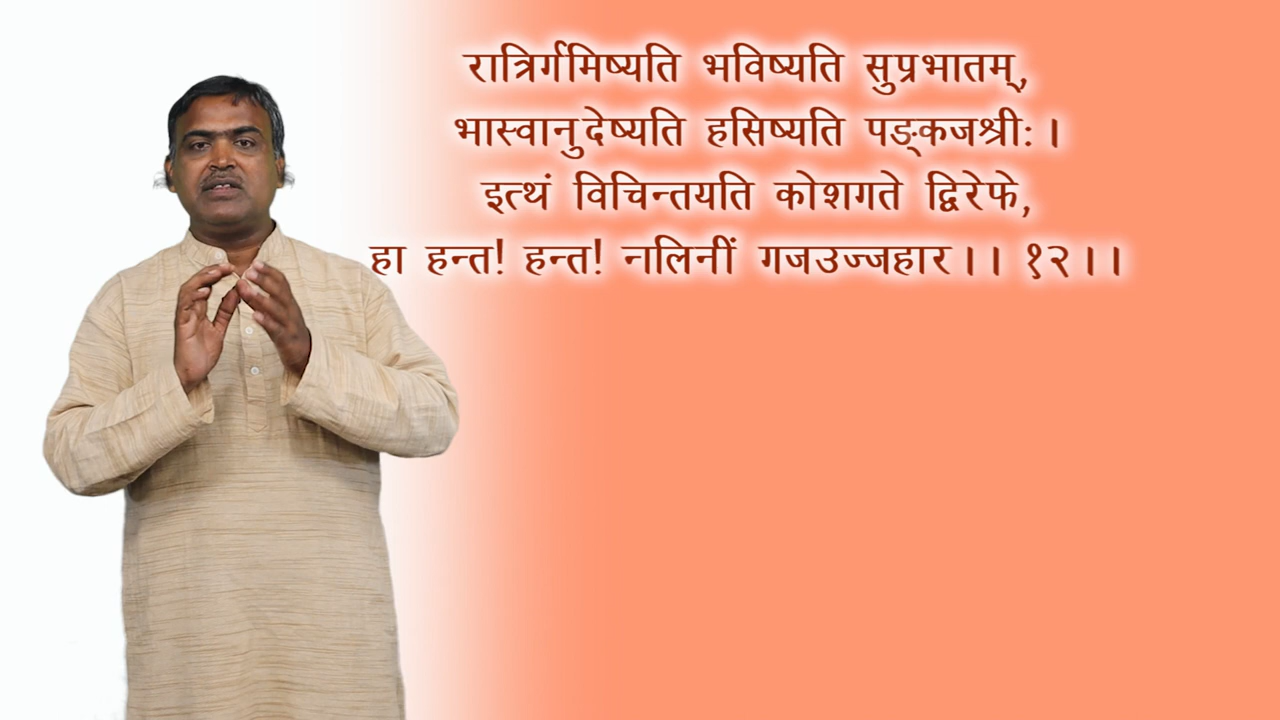 रात्रिर्गमिष्यति भविष्यति सुप्रभातम्,
भास्वानुदेष्यति हसिष्यति पङ्कजश्रीः ।
इत्थं विचिन्तयति कोशगते द्विरेफे,
हा हन्त! हन्त! नलिनीं गजउज्जहार ।। १२ ।।